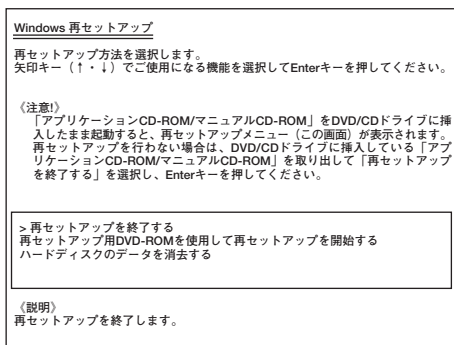 Windows 再セットアップ
再セットアップ方法を選択します。
矢印キー（↑・↓）でご使用になる機能を選択してEnterキーを押してください。
《注意!》
「アプリケーションCD-ROM/マニュアルCD-ROM」をDVD/CDドライブに挿
入したまま起動すると、再セットアップメニュー（この画面）が表示されます。
再セットアップを行わない場合は、DVD/CDドライブに挿入している「アプ
リケーションCD-ROM/マニュアルCD-ROM」を取り出して「再セットアップ
を終了する」を選択し、Enterキーを押してください。
> 再セットアップを終了する
再セットアップ用DVD-ROMを使用して再セットアップを開始する
ハードディスクのデータを消去する
《説明》
再セットアップを終了します。